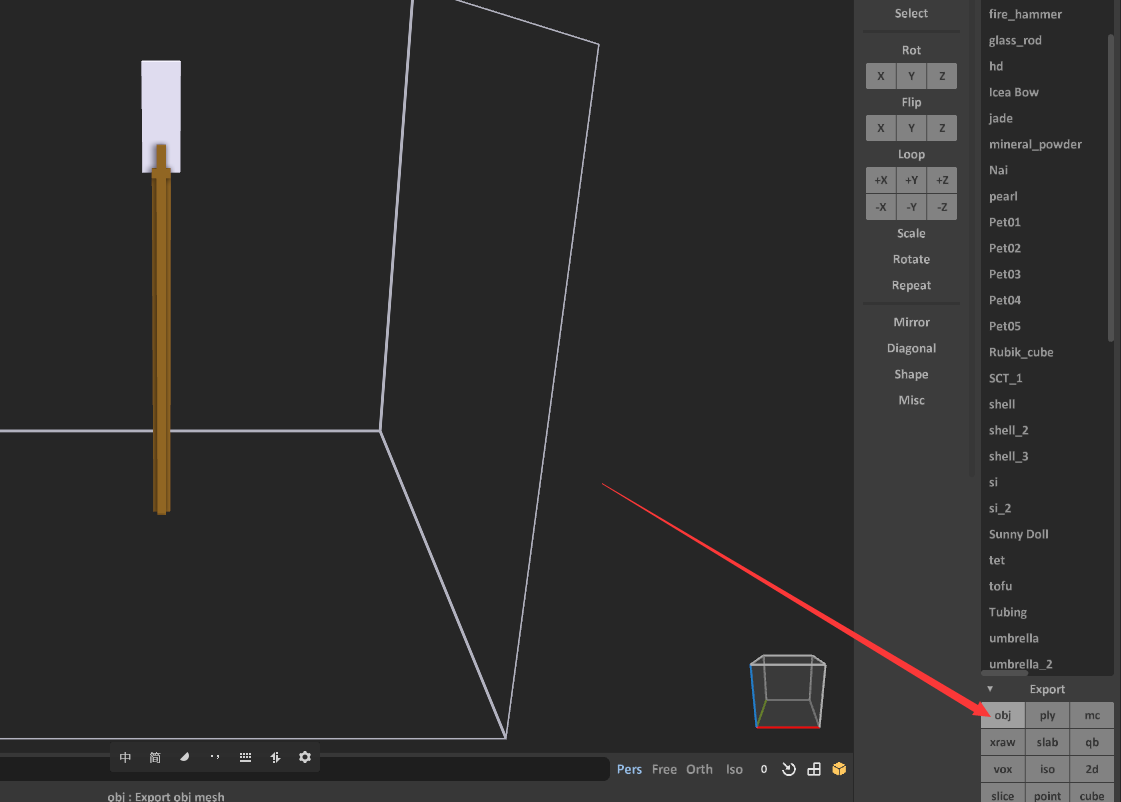 Select
Rot
X Y Z
Flip
X Y Z
Loop
+X +Y +Z
-X -Y -Z
Scale
Rotate
Repeat
Mirror
Diagonal
Shape
Misc
fire_hammer
glass_rod
hd
Icea Bow
jade
mineral_powder
Nai
pearl
Pet01
Pet02
Pet03
Pet04
Pet05
Rubik_cube
SCT_1
shell
shell_2
shell_3
si
si_2
Sunny Doll
tet
tofu
Tubing
umbrella
umbrella_2
Export
obj ply mc
xraw slab qb
vox iso 2d
slice point cube
中 简
Pers Free Orth Iso 0
obj : Export obj mesh